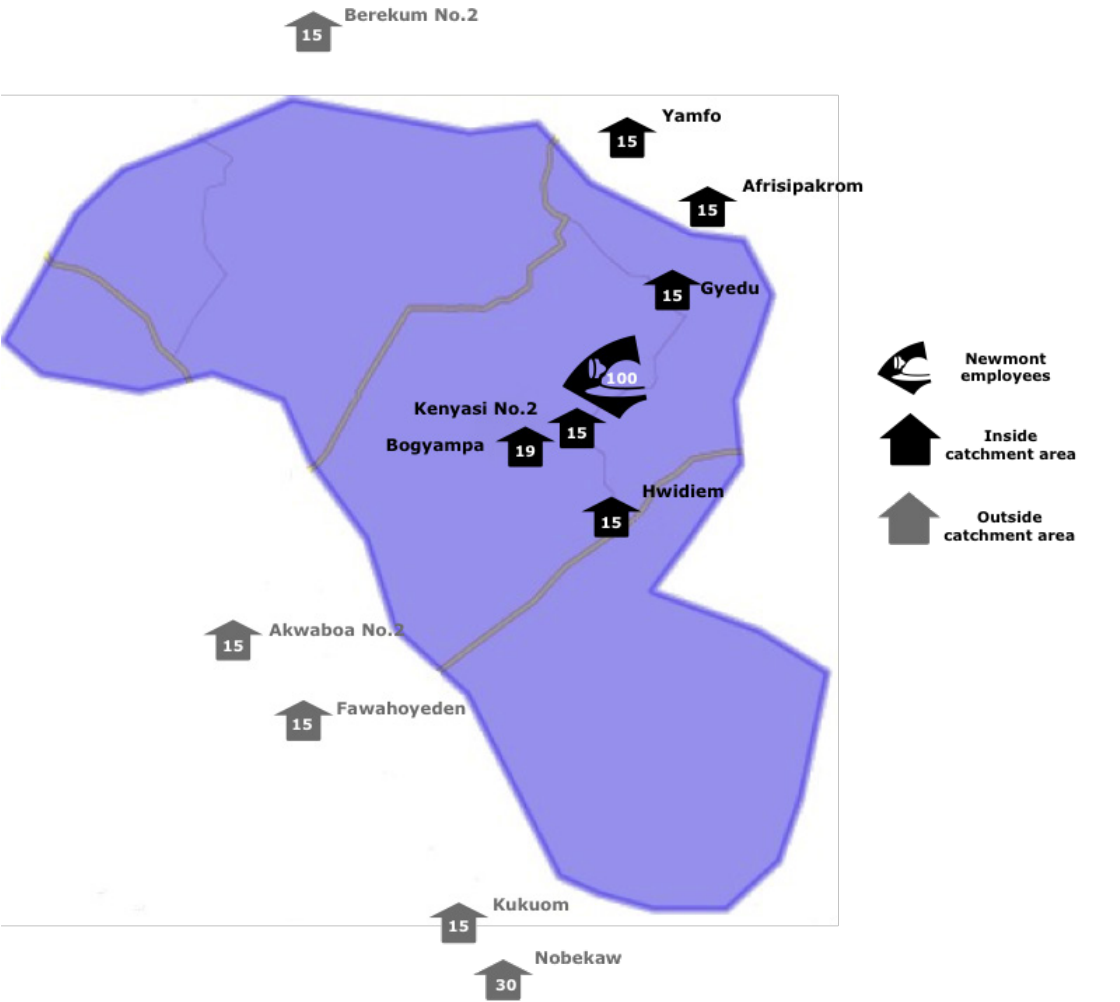 Berekum No.2
15
Yamfo
15
Afrisipakrom
15
Gyedu
15
100
Kenyasi No.2
15
Bogyampa
19
Hwidiem
15
Newmont
employees
Inside
catchment area
Outside
catchment area
Akwaboa No.2
15
Fawahoyeden
15
Kukuom
15
Nobekaw
30